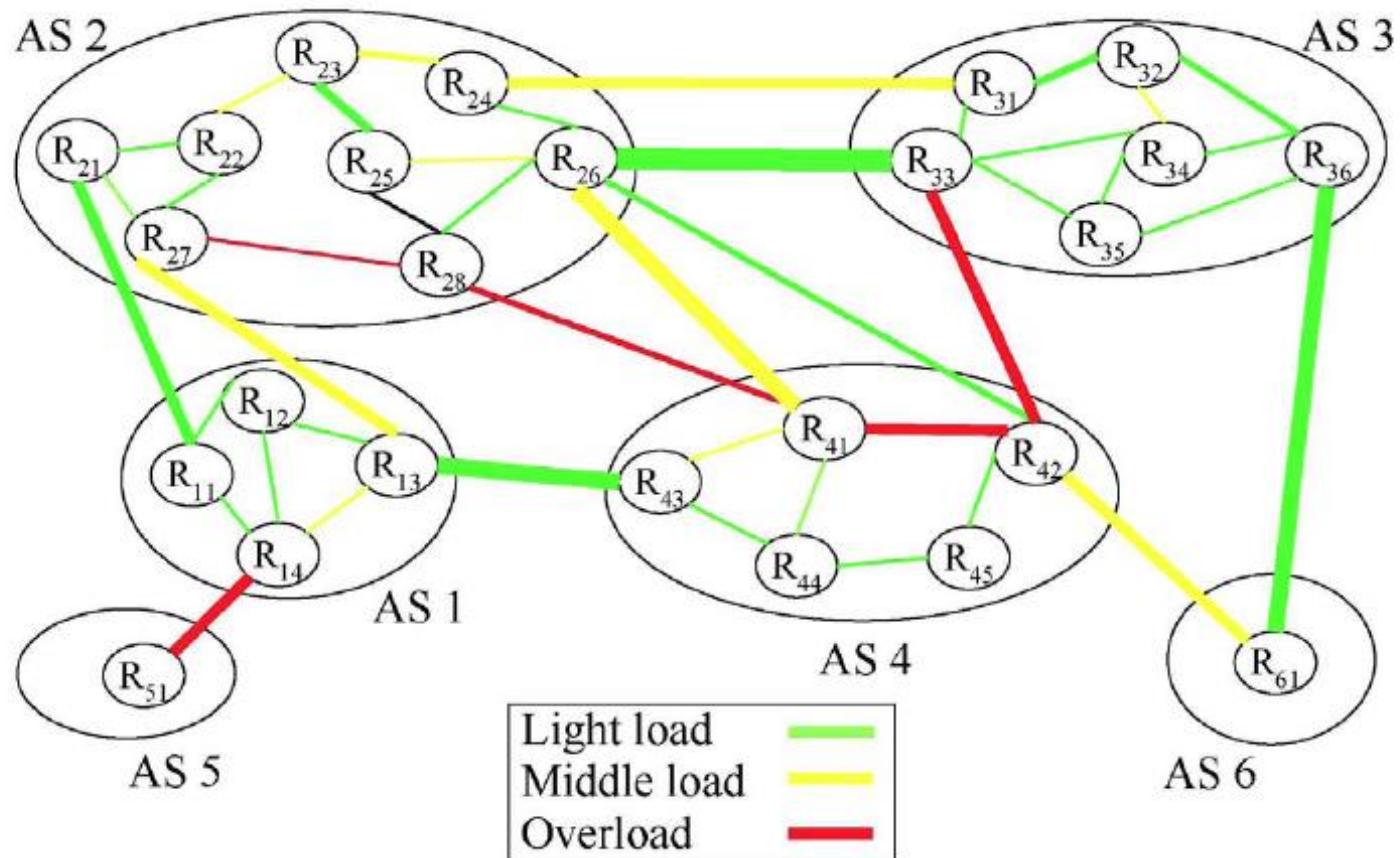 AS 2
AS 3
R23
R24
R31
R32
R21
R22
R25
R26
R33
R34
R36
R27
R28
R35
R12
R11
R13
R14
R41
R42
R43
R44
R45
AS 1
AS 4
R51
R61
AS 5
AS 6
Light load
Middle load
Overload